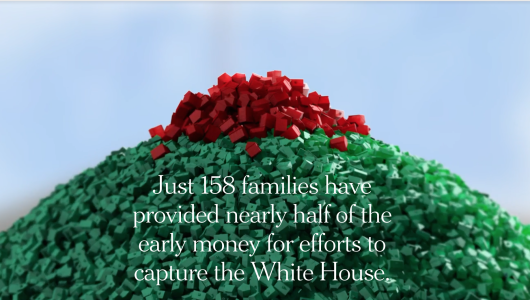 Just 158 families have
provided nearly half of the
early money for efforts to
capture the White House.